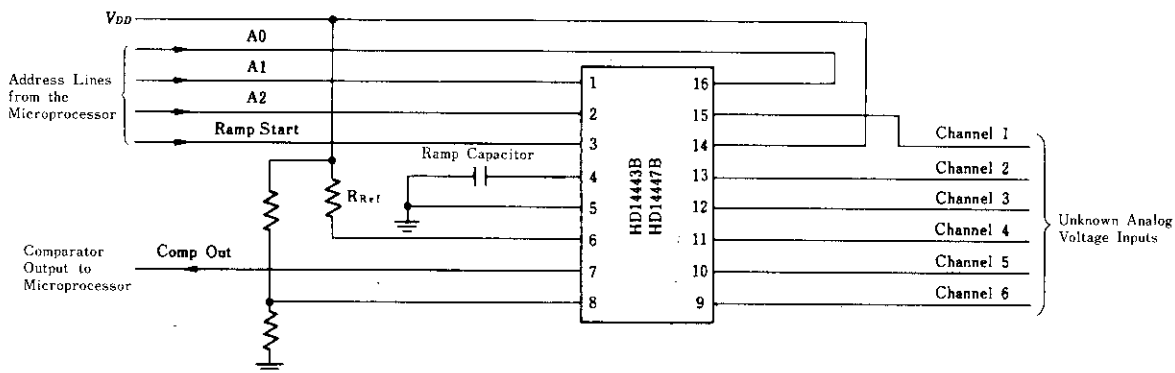 VDD
A0
A1
A2
Ramp Start
Address Lines
from the
Microprocessor
Ramp Capacitor
RRef
Comp Out
Comparator
Output to
Microprocessor
1
2
3
4
5
6
7
8
HD14443B
HD14447B
16
15
14
13
12
11
10
9
Channel 1
Channel 2
Channel 3
Channel 4
Channel 5
Channel 6
Unknown Analog
Voltage Inputs